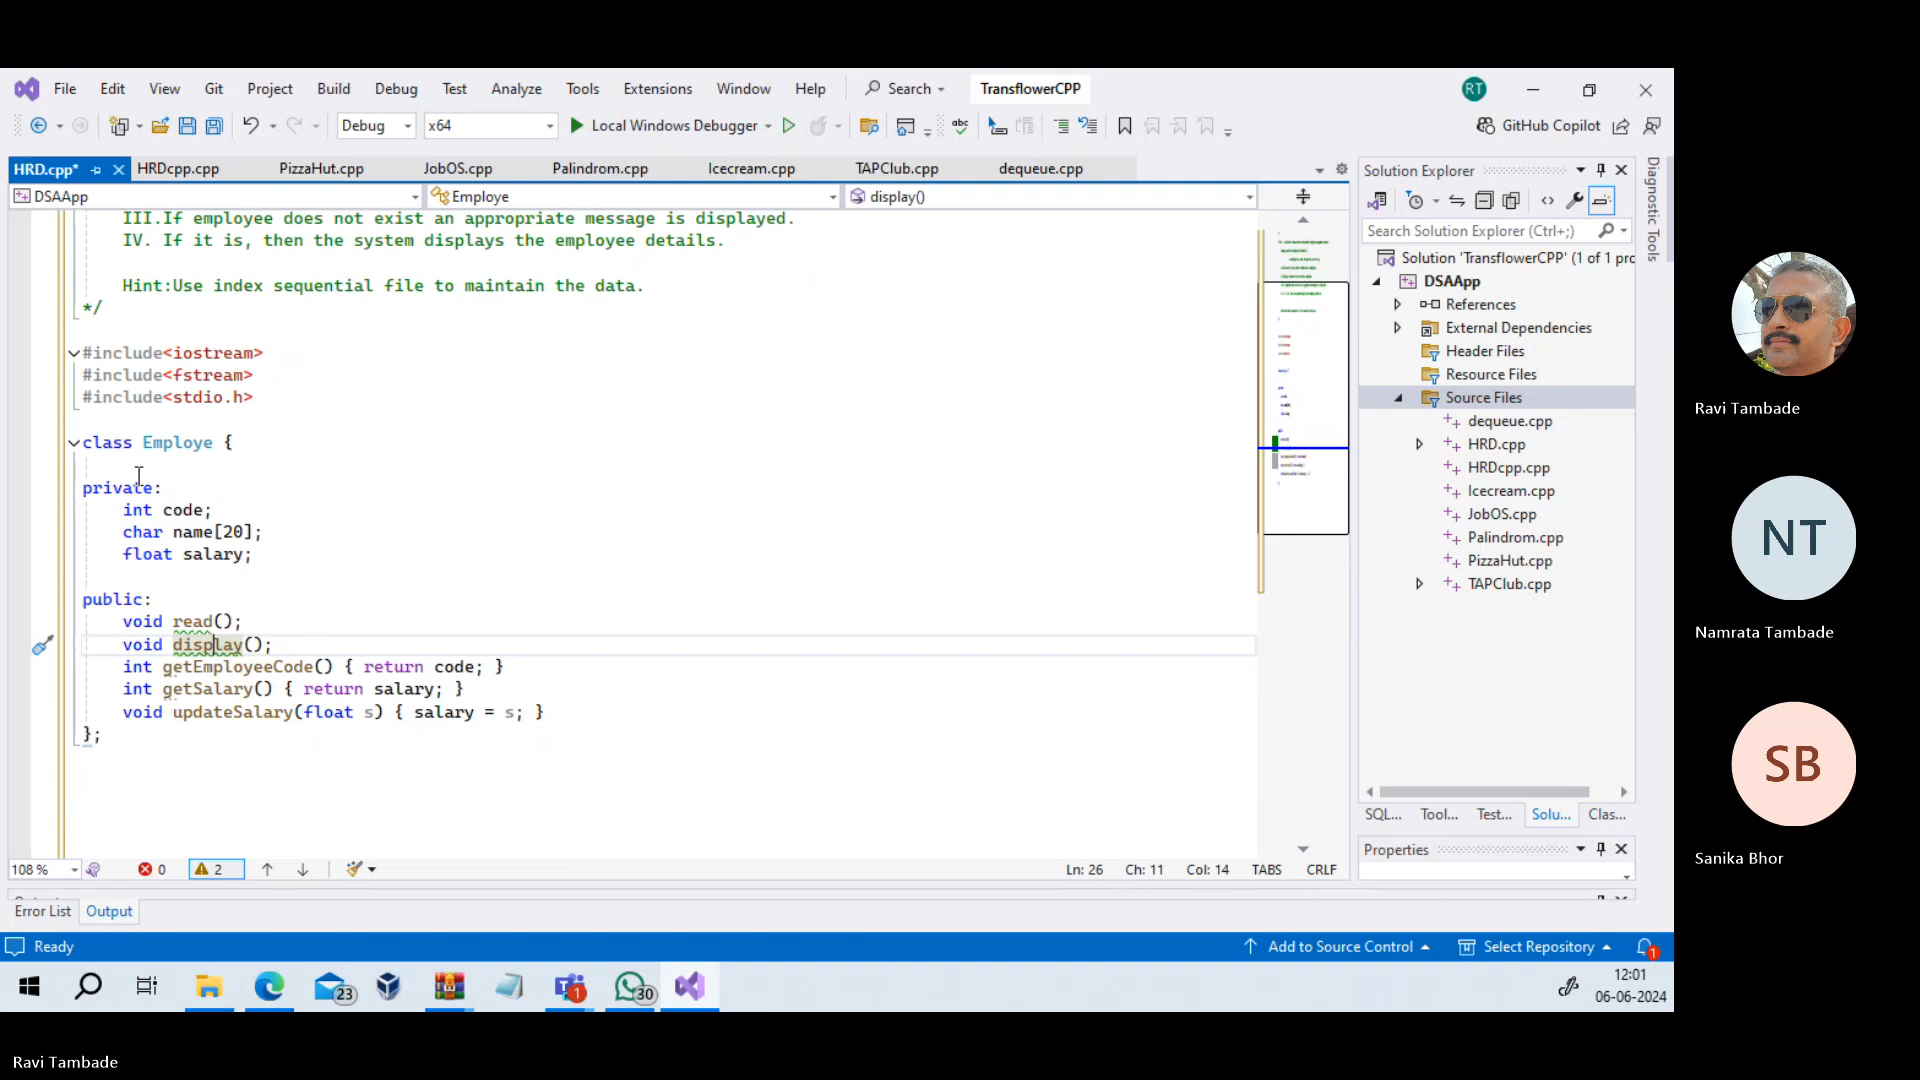 File Edit View Git Project Build Debug Test Analyze Tools Extensions Window Help Search TransflowerCPP RT
Debug x64 Local Windows Debugger GitHub Copilot
HRD.cpp* HRDcpp.cpp PizzaHut.cpp JobOS.cpp Palindrom.cpp Icecream.cpp TAPClub.cpp dequeue.cpp
DSAApp Employe display()
III.If employee does not exist an appropriate message is displayed.
IV. If it is, then the system displays the employee details.
Hint:Use index sequential file to maintain the data.
*/
#include<iostream>
#include<fstream>
#include<stdio.h>
class Employe {
private:
int code;
char name[20];
float salary;
public:
void read();
void display();
int getEmployeeCode() { return code; }
int getSalary() { return salary; }
void updateSalary(float s) { salary = s; }
};
108 % 0 2 Ln: 26 Ch: 11 Col: 14 TABS CRLF
Error List Output
Ready Add to Source Control Select Repository 1
Solution Explorer
Search Solution Explorer (Ctrl+;)
Solution 'TransflowerCPP' (1 of 1 pro
DSAApp
References
External Dependencies
Header Files
Resource Files
Source Files
dequeue.cpp
HRD.cpp
HRDcpp.cpp
Icecream.cpp
JobOS.cpp
Palindrom.cpp
PizzaHut.cpp
TAPClub.cpp
SQL... Tool... Test... Solu... Clas...
Properties
Diagnostic Tools
23 1 30
12:01
06-06-2024
Ravi Tambade
NT
Namrata Tambade
SB
Sanika Bhor
Ravi Tambade